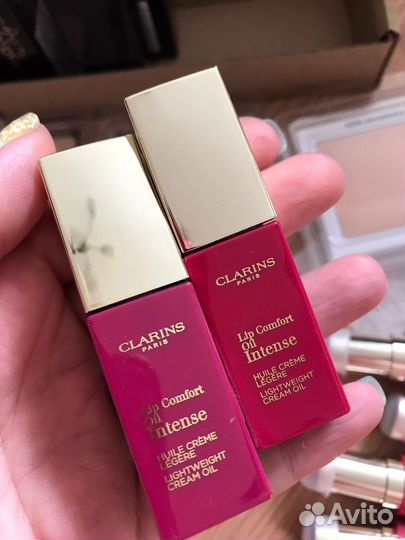 CLARINS
PARIS
Lip Comfort
Oil
Intense
HUILE CRÈME
LÉGÈRE
LIGHTWEIGHT
CREAM OIL
CLARINS
PARIS
Lip Comfort
Oil
Intense
HUILE CRÈME
LÉGÈRE
LIGHTWEIGHT
CREAM OIL
Avito